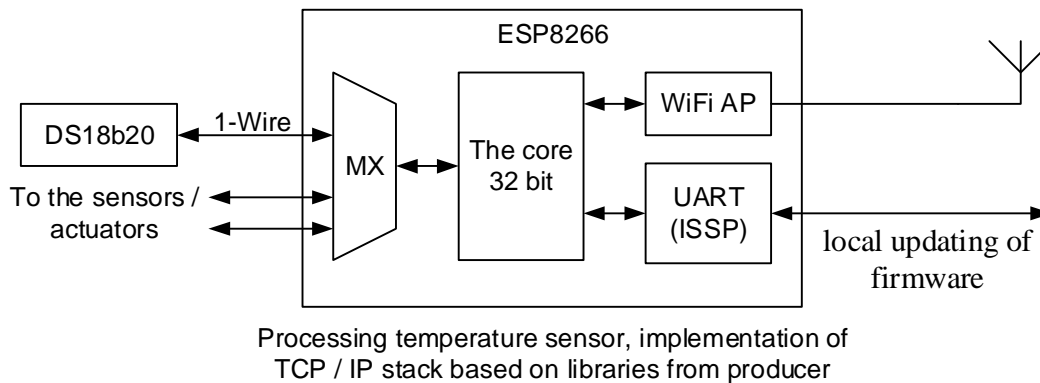 ESP8266
DS18b20
1-Wire
To the sensors /
actuators
MX
The core
32 bit
WiFi AP
UART
(ISSP)
local updating of
firmware
Processing temperature sensor, implementation of
TCP / IP stack based on libraries from producer